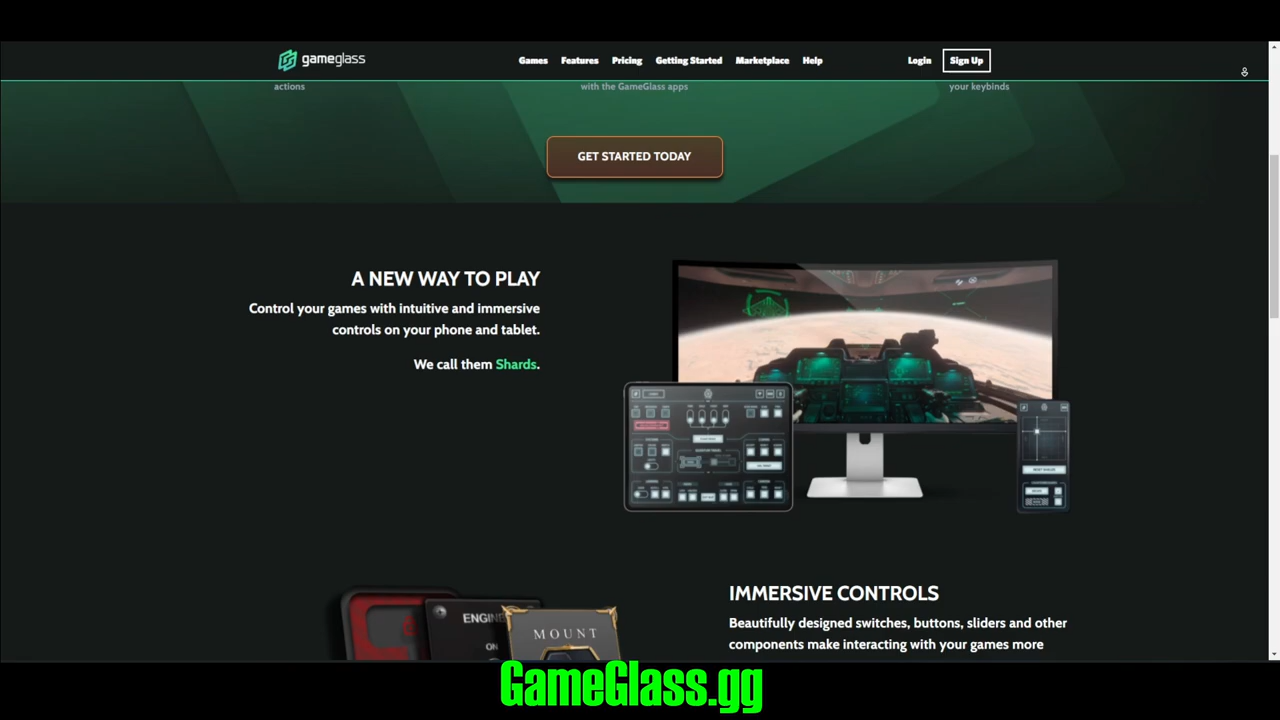 gameglass
Games Features Pricing Getting Started Marketplace Help Login Sign Up
actions with the GameGlass apps your keybinds
GET STARTED TODAY
A NEW WAY TO PLAY
Control your games with intuitive and immersive
controls on your phone and tablet.
We call them Shards.
IMMERSIVE CONTROLS
Beautifully designed switches, buttons, sliders and other
components make interacting with your games more
ENGINE
ON
MOUNT
GameGlass.gg